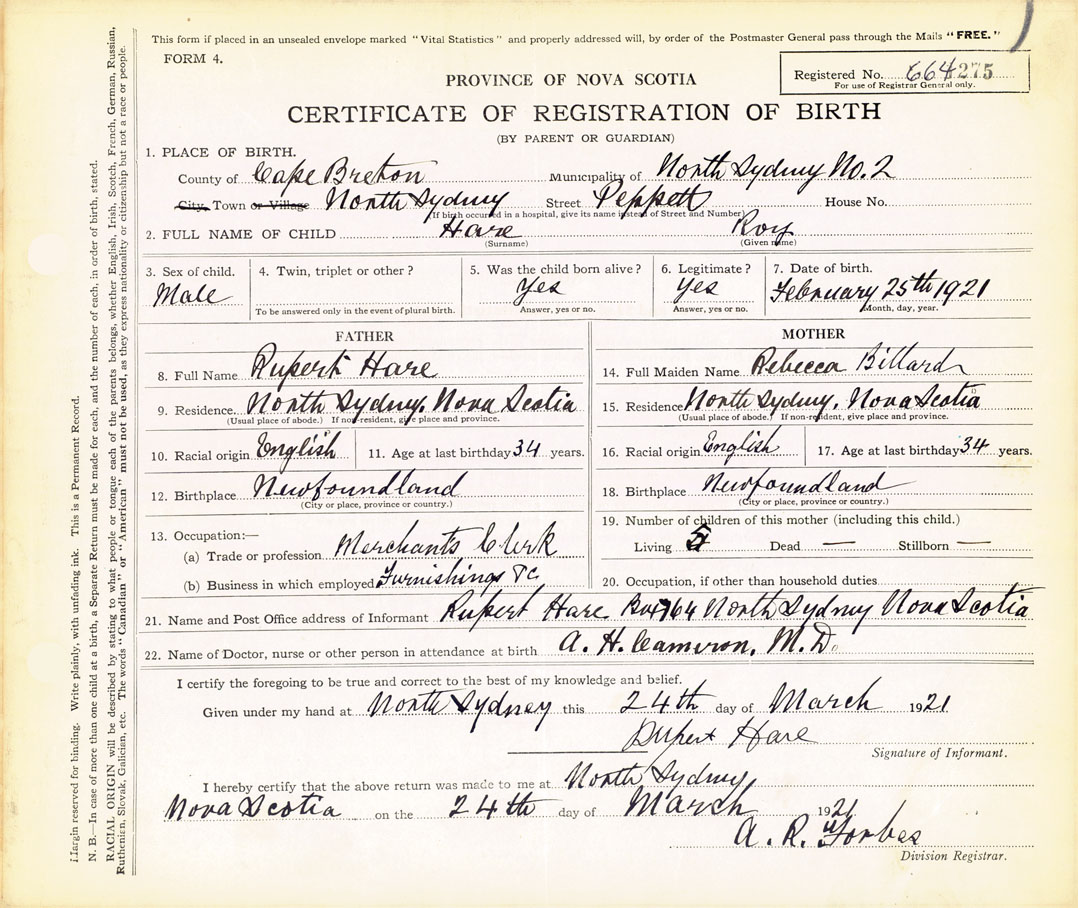 This form if placed in an unsealed envelope marked "Vital Statistics" and properly addressed will, by order of the Postmaster General pass through the Mails "FREE."
FORM 4.
Registered No. 664275
For use of Registrar General only.
PROVINCE OF NOVA SCOTIA
CERTIFICATE OF REGISTRATION OF BIRTH
(BY PARENT OR GUARDIAN)
1. PLACE OF BIRTH.
County of Cape Breton Municipality of North Sydney No. 2
City, Town or Village North Sydney Street Peppett House No.
If birth occurred in a hospital, give its name instead of Street and Number)
2. FULL NAME OF CHILD Hare Roy
(Surname) (Given name)
3. Sex of child. 4. Twin, triplet or other? 5. Was the child born alive? 6. Legitimate? 7. Date of birth.
Male Yes Yes February 25th 1921
To be answered only in the event of plural birth. Answer, yes or no. Answer, yes or no. Month, day, year.
FATHER
8. Full Name Rupert Hare
9. Residence. North Sydney, Nova Scotia
(Usual place of abode.) If non-resident, give place and province.
10. Racial origin English 11. Age at last birthday 34 years.
12. Birthplace Newfoundland
(City or place, province or country.)
13. Occupation:—
(a) Trade or profession Merchants Clerk
(b) Business in which employed Furnishings
MOTHER
14. Full Maiden Name Rebecca Billard
15. Residence North Sydney, Nova Scotia
(Usual place of abode.) If non-resident, give place and province.
16. Racial origin English 17. Age at last birthday 34 years.
18. Birthplace Newfoundland
(City or place, province or country.)
19. Number of children of this mother (including this child.)
Living 5 Dead — Stillborn —
20. Occupation, if other than household duties
21. Name and Post Office address of Informant Rupert Hare Box 764 North Sydney Nova Scotia
22. Name of Doctor, nurse or other person in attendance at birth A. H. Cameron, M.D.
I certify the foregoing to be true and correct to the best of my knowledge and belief.
Given under my hand at North Sydney this 24th day of March 1921
Rupert Hare
Signature of Informant.
I hereby certify that the above return was made to me at North Sydney
Nova Scotia on the 24th day of March 1921
A. R. Forbes
Division Registrar.
Margin reserved for binding. Write plainly, with unfading ink. This is a Permanent Record.
N. B.—In case of more than one child at a birth, a Separate Return must be made for each, and the number of each, in order of birth, stated.
RACIAL ORIGIN will be described by stating to what people or tongue each of the parents belongs, whether English, Irish, Scotch, French, German, Russian,
Ruthenian, Slovak, Galician, etc. The words "Canadian" or "American" must not be used, as they express nationality or citizenship but not a race or people.